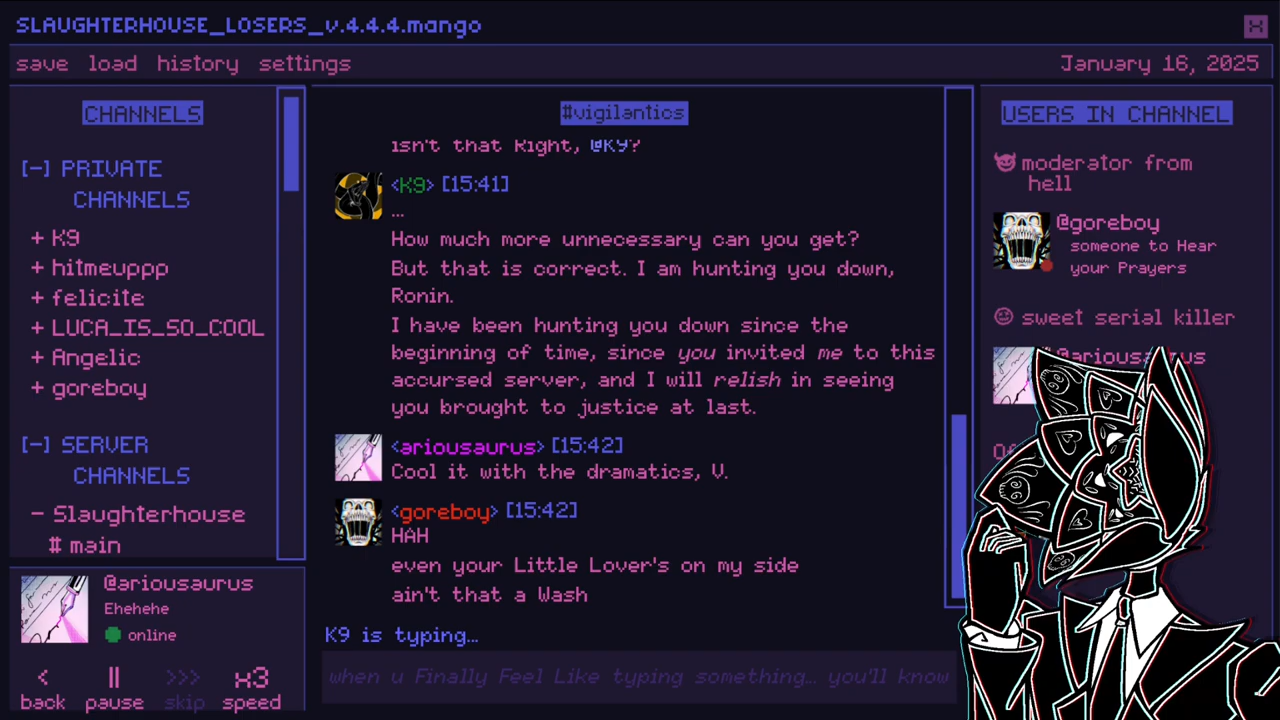 SLAUGHTERHOUSE_LOSERS_v.4.4.4.mango
x
save load history settings
January 16, 2025
CHANNELS
[-] PRIVATE
CHANNELS
+ K9
+ hitmeuppp
+ felicite
+ LUCA_IS_SO_COOL
+ Angelic
+ goreboy
[-] SERVER
CHANNELS
- Slaughterhouse
# main
@ariousaurus
Ehehehe
online
< || >>> x3
back pause skip speed
#vigilantics
isn't that Right, @K9?
<K9> [15:41]
...
How much more unnecessary can you get?
But that is correct. I am hunting you down,
Ronin.
I have been hunting you down since the
beginning of time, since you invited me to this
accursed server, and I will relish in seeing
you brought to justice at last.
<ariousaurus> [15:42]
Cool it with the dramatics, V.
<goreboy> [15:42]
HAH
even your Little Lover's on my side
ain't that a Wash
K9 is typing...
when u Finally Feel Like typing something... you'll know
USERS IN CHANNEL
moderator from
hell
@goreboy
someone to Hear
your Prayers
sweet serial killer
@ariousaurus